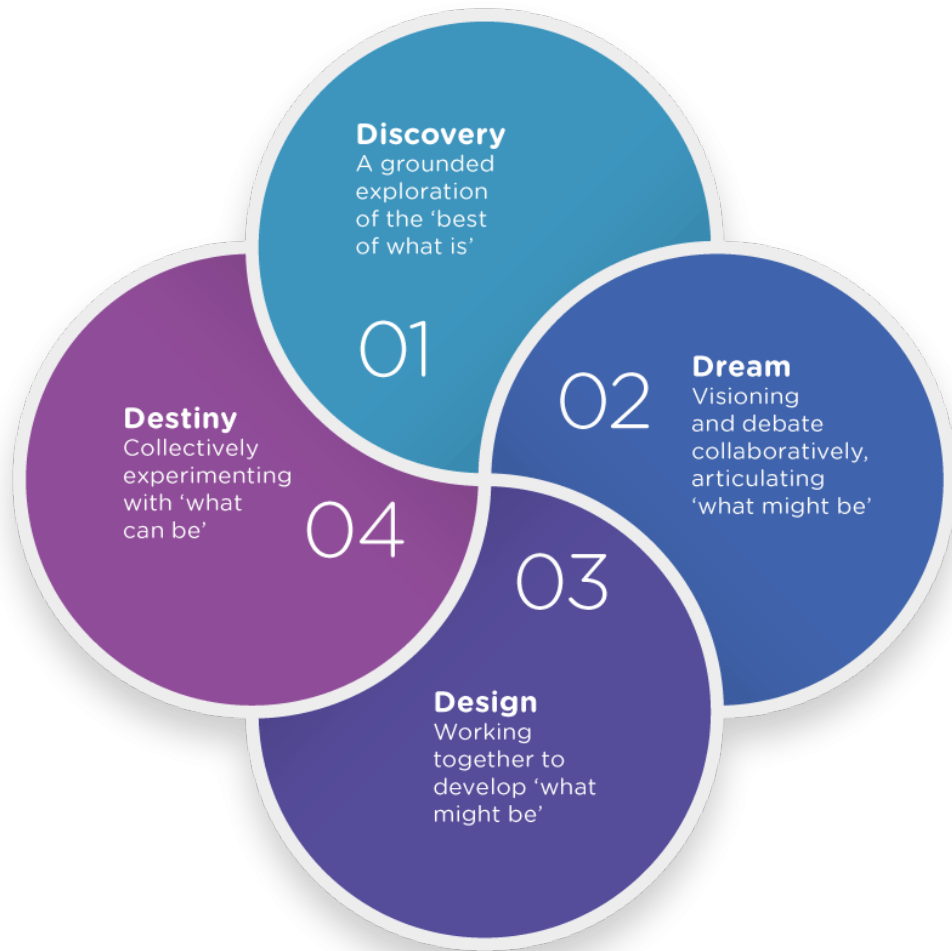 Discovery
A grounded
exploration
of the ‘best
of what is’
01
02
Dream
Visioning
and debate
collaboratively,
articulating
‘what might be’
03
Design
Working
together to
develop ‘what
might be’
Destiny
Collectively
experimenting
with ‘what
can be’
04